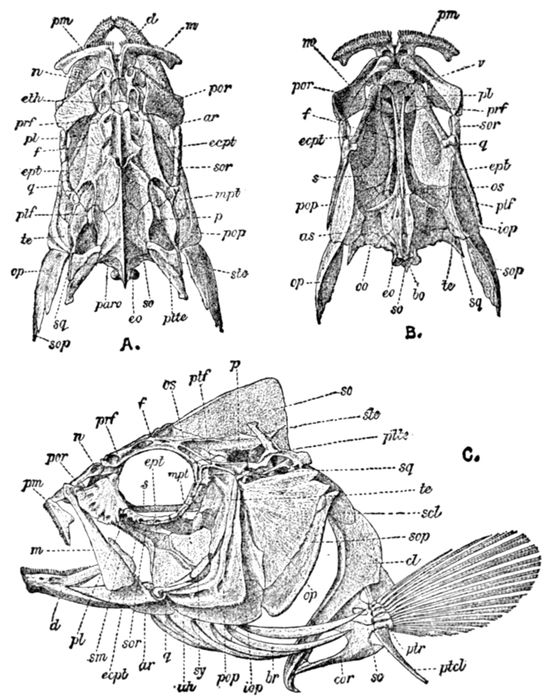 pm d m
n
eth por
prf ar
pl ecpt
f sor
ept mpt
q p
ptf pop
te
op ste
sq paro eo so ptte
sop
A.
pm
m v
por pl
f prf
ecpt sor
s q
pop ept
as os
ptf
iop
op sop
co eo so bo te sq
B.
p
ptf
os
f so
prf ste
n ptte
por C.
pm ept mpt sq
s te
scl
m sop
cl
op
d
pl
sm
ecpt
sor
ar
q
sy
uh
pop
iop
br
cor
so
ptr
ptcl